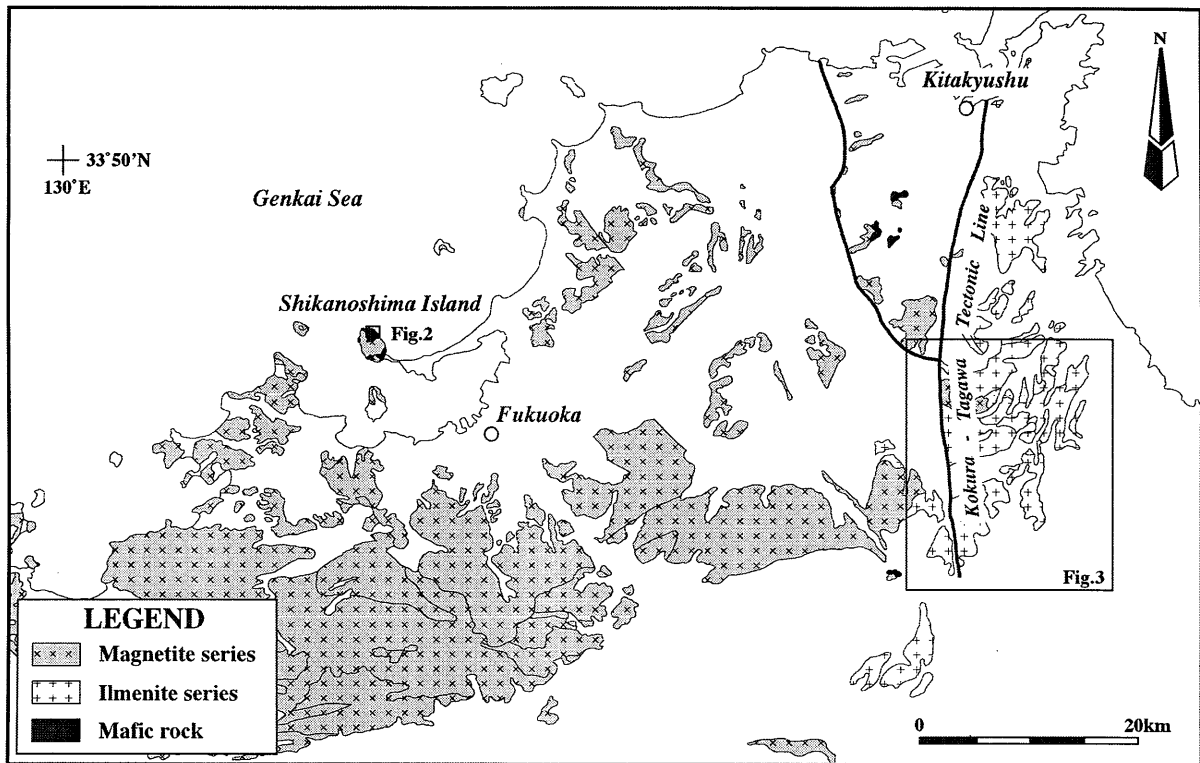 N
Kitakyushu
33°50'N
130°E
Genkai Sea
Kokura - Tagawa Tectonic Line
Shikanoshima Island
Fig.2
Fukuoka
Fig.3
LEGEND
Magnetite series
Ilmenite series
Mafic rock
0 20km